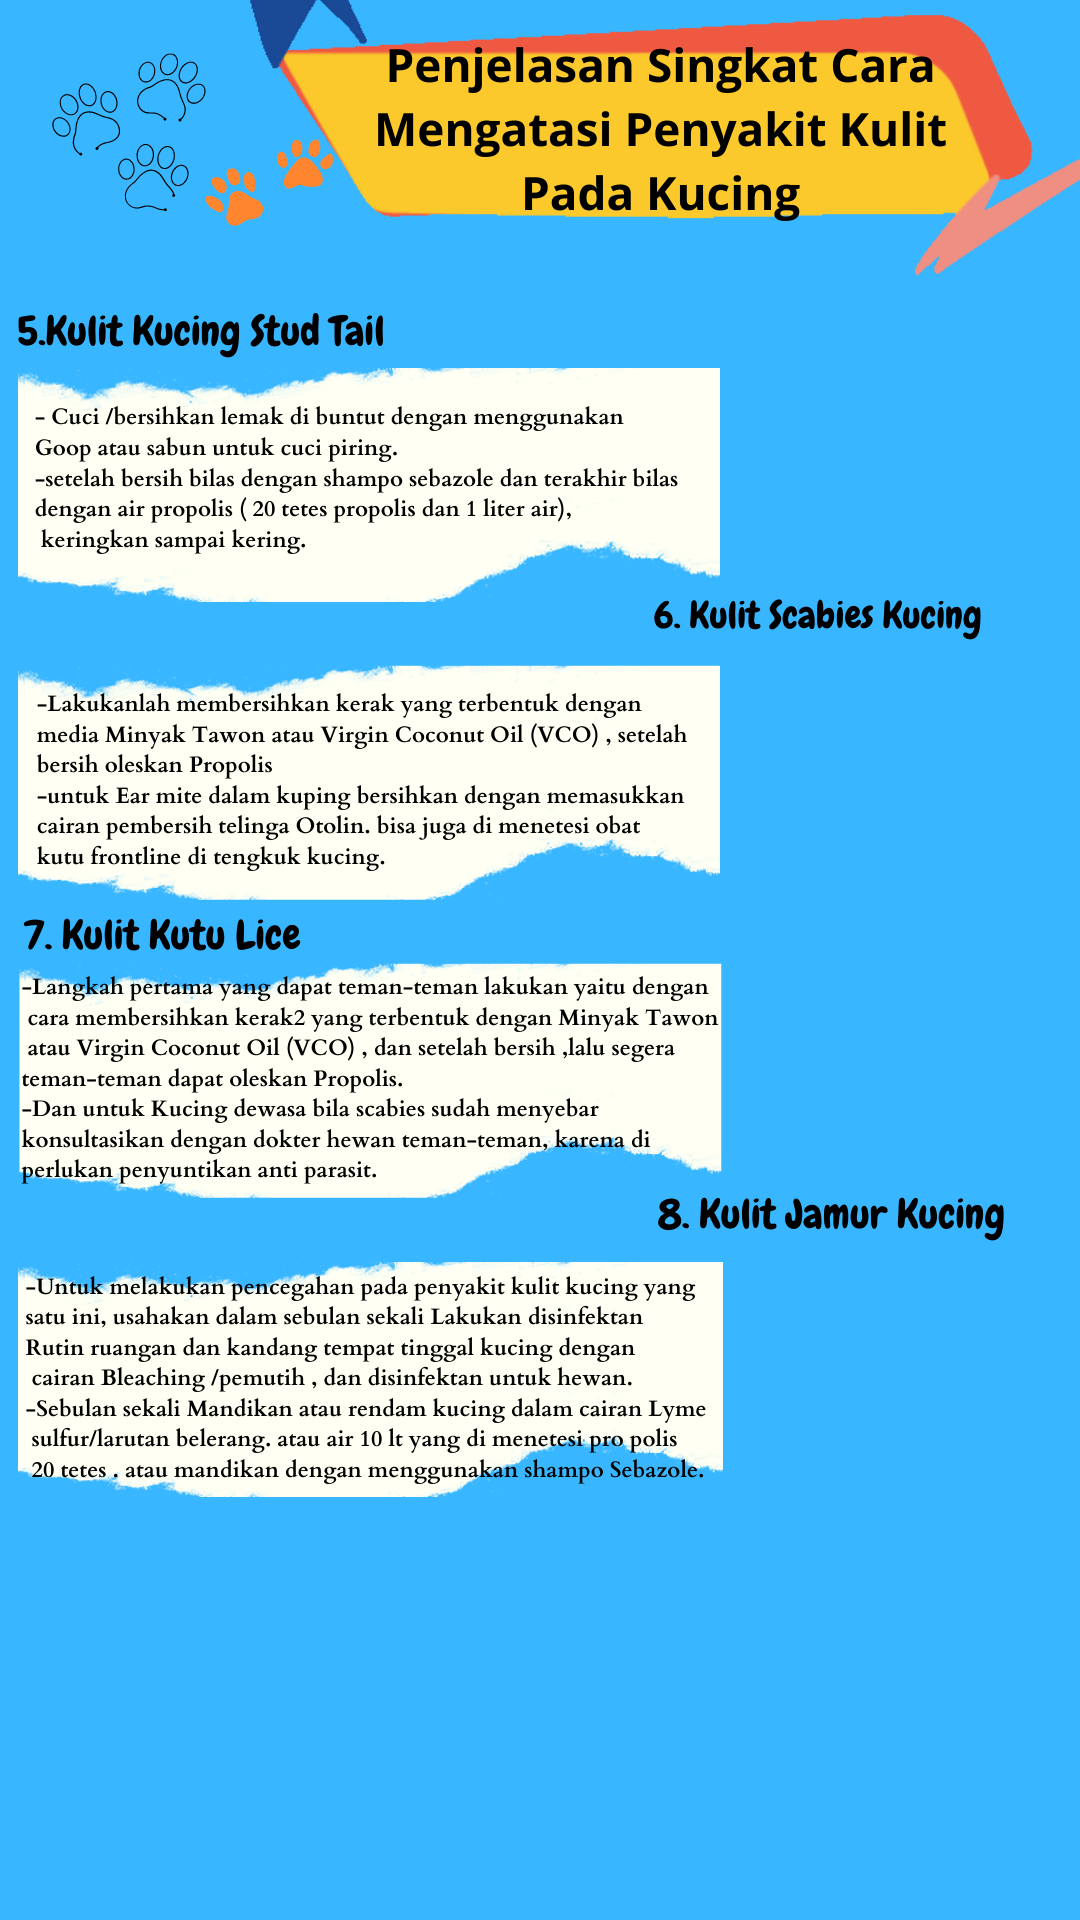 Penjelasan Singkat Cara
Mengatasi Penyakit Kulit
Pada Kucing
5.Kulit Kucing Stud Tail
- Cuci /bersihkan lemak di buntut dengan menggunakan
Goop atau sabun untuk cuci piring.
-setelah bersih bilas dengan shampo sebazole dan terakhir bilas
dengan air propolis ( 20 tetes propolis dan 1 liter air),
keringkan sampai kering.
6. Kulit Scabies Kucing
-Lakukanlah membersihkan kerak yang terbentuk dengan
media Minyak Tawon atau Virgin Coconut Oil (VCO) , setelah
bersih oleskan Propolis
-untuk Ear mite dalam kuping bersihkan dengan memasukkan
cairan pembersih telinga Otolin. bisa juga di menetesi obat
kutu frontline di tengkuk kucing.
7. Kulit Kutu Lice
-Langkah pertama yang dapat teman-teman lakukan yaitu dengan
cara membersihkan kerak2 yang terbentuk dengan Minyak Tawon
atau Virgin Coconut Oil (VCO) , dan setelah bersih ,lalu segera
teman-teman dapat oleskan Propolis.
-Dan untuk Kucing dewasa bila scabies sudah menyebar
konsultasikan dengan dokter hewan teman-teman, karena di
perlukan penyuntikan anti parasit.
8. Kulit Jamur Kucing
-Untuk melakukan pencegahan pada penyakit kulit kucing yang
satu ini, usahakan dalam sebulan sekali Lakukan disinfektan
Rutin ruangan dan kandang tempat tinggal kucing dengan
cairan Bleaching /pemutih , dan disinfektan untuk hewan.
-Sebulan sekali Mandikan atau rendam kucing dalam cairan Lyme
sulfur/larutan belerang. atau air 10 lt yang di menetesi pro polis
20 tetes . atau mandikan dengan menggunakan shampo Sebazole.